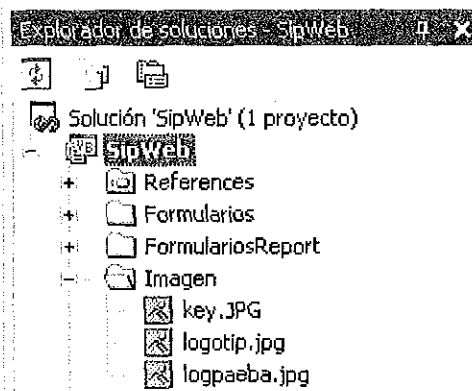 Explorador de soluciones - SipWeb
Solución 'SipWeb' (1 proyecto)
SipWeb
References
Formularios
FormulariosReport
Imagen
key.JPG
logotip.jpg
logpaeba.jpg